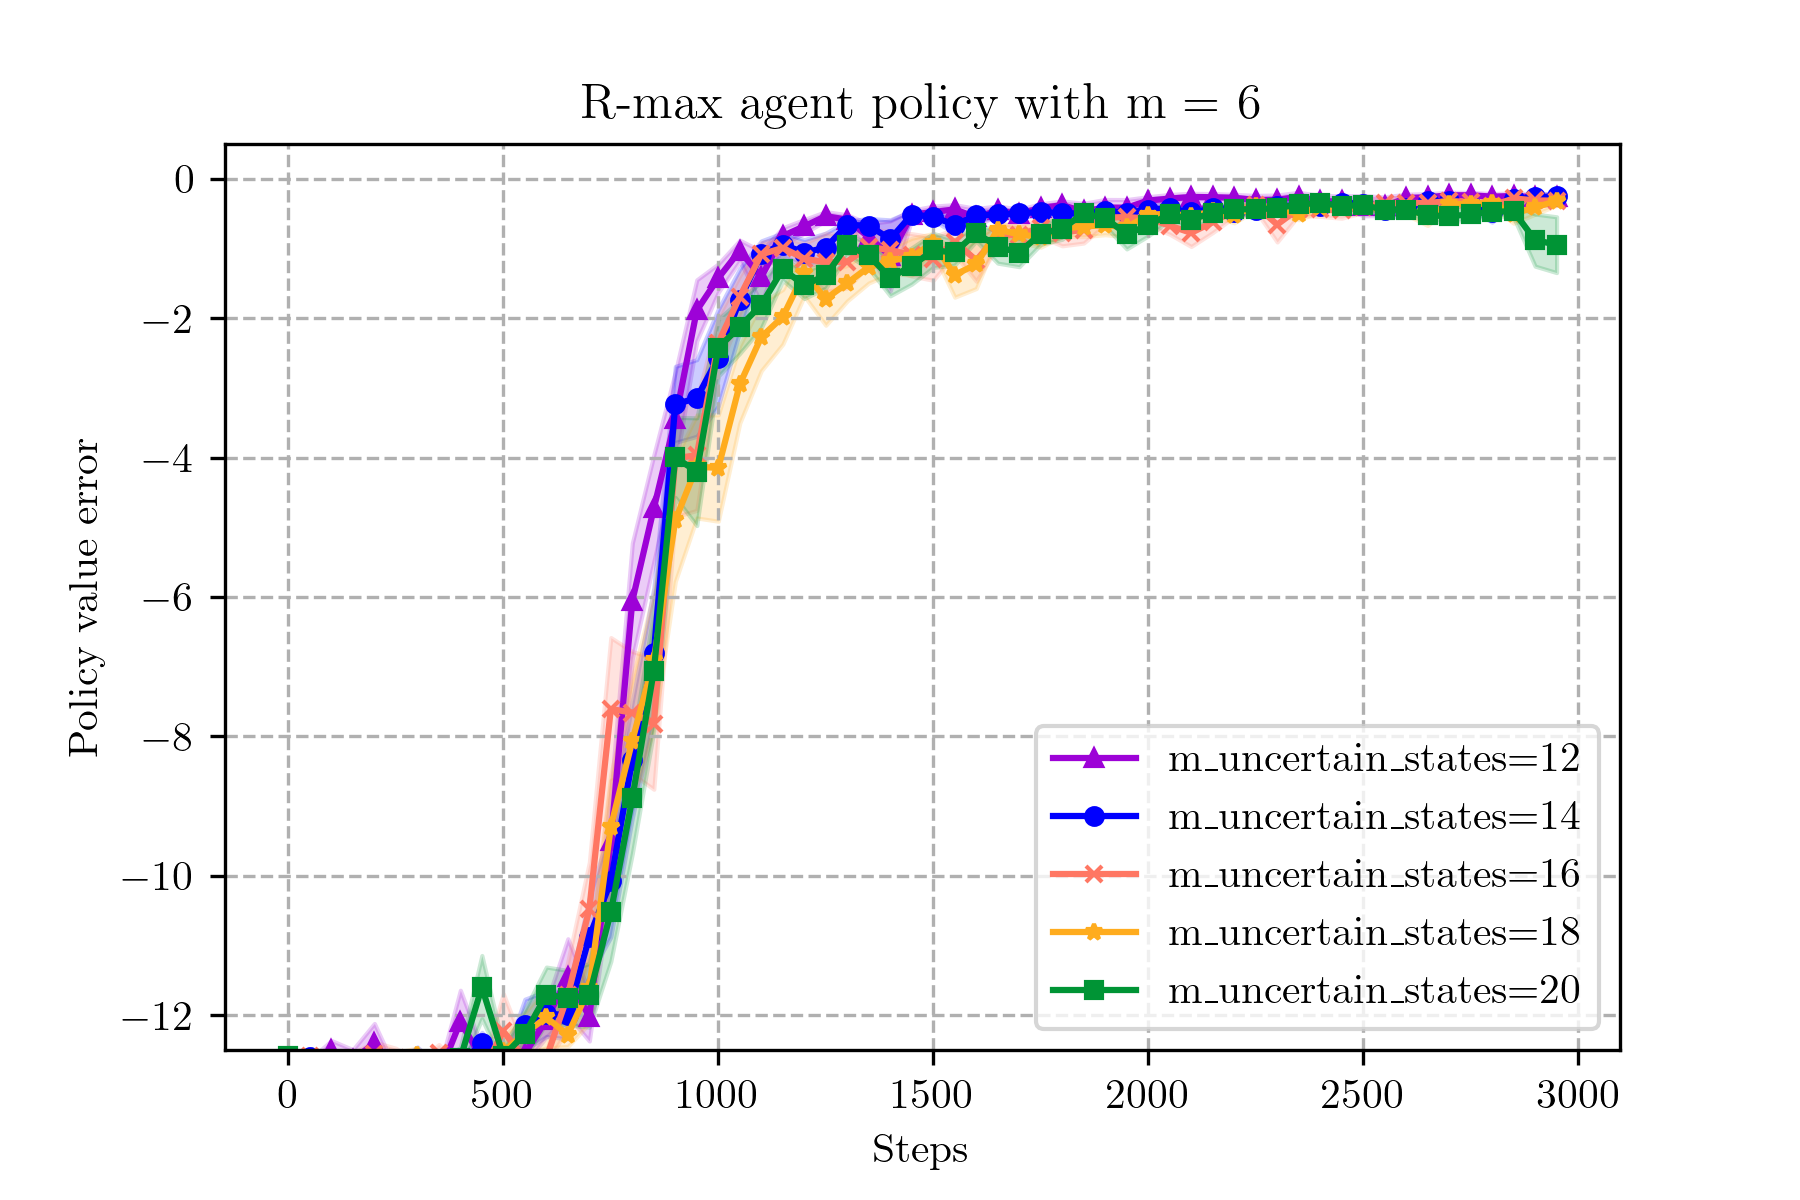 R-max agent policy with m = 6
Policy value error
0
−2
−4
−6
−8
−10
−12
m_uncertain_states=12
m_uncertain_states=14
m_uncertain_states=16
m_uncertain_states=18
m_uncertain_states=20
0 500 1000 1500 2000 2500 3000
Steps